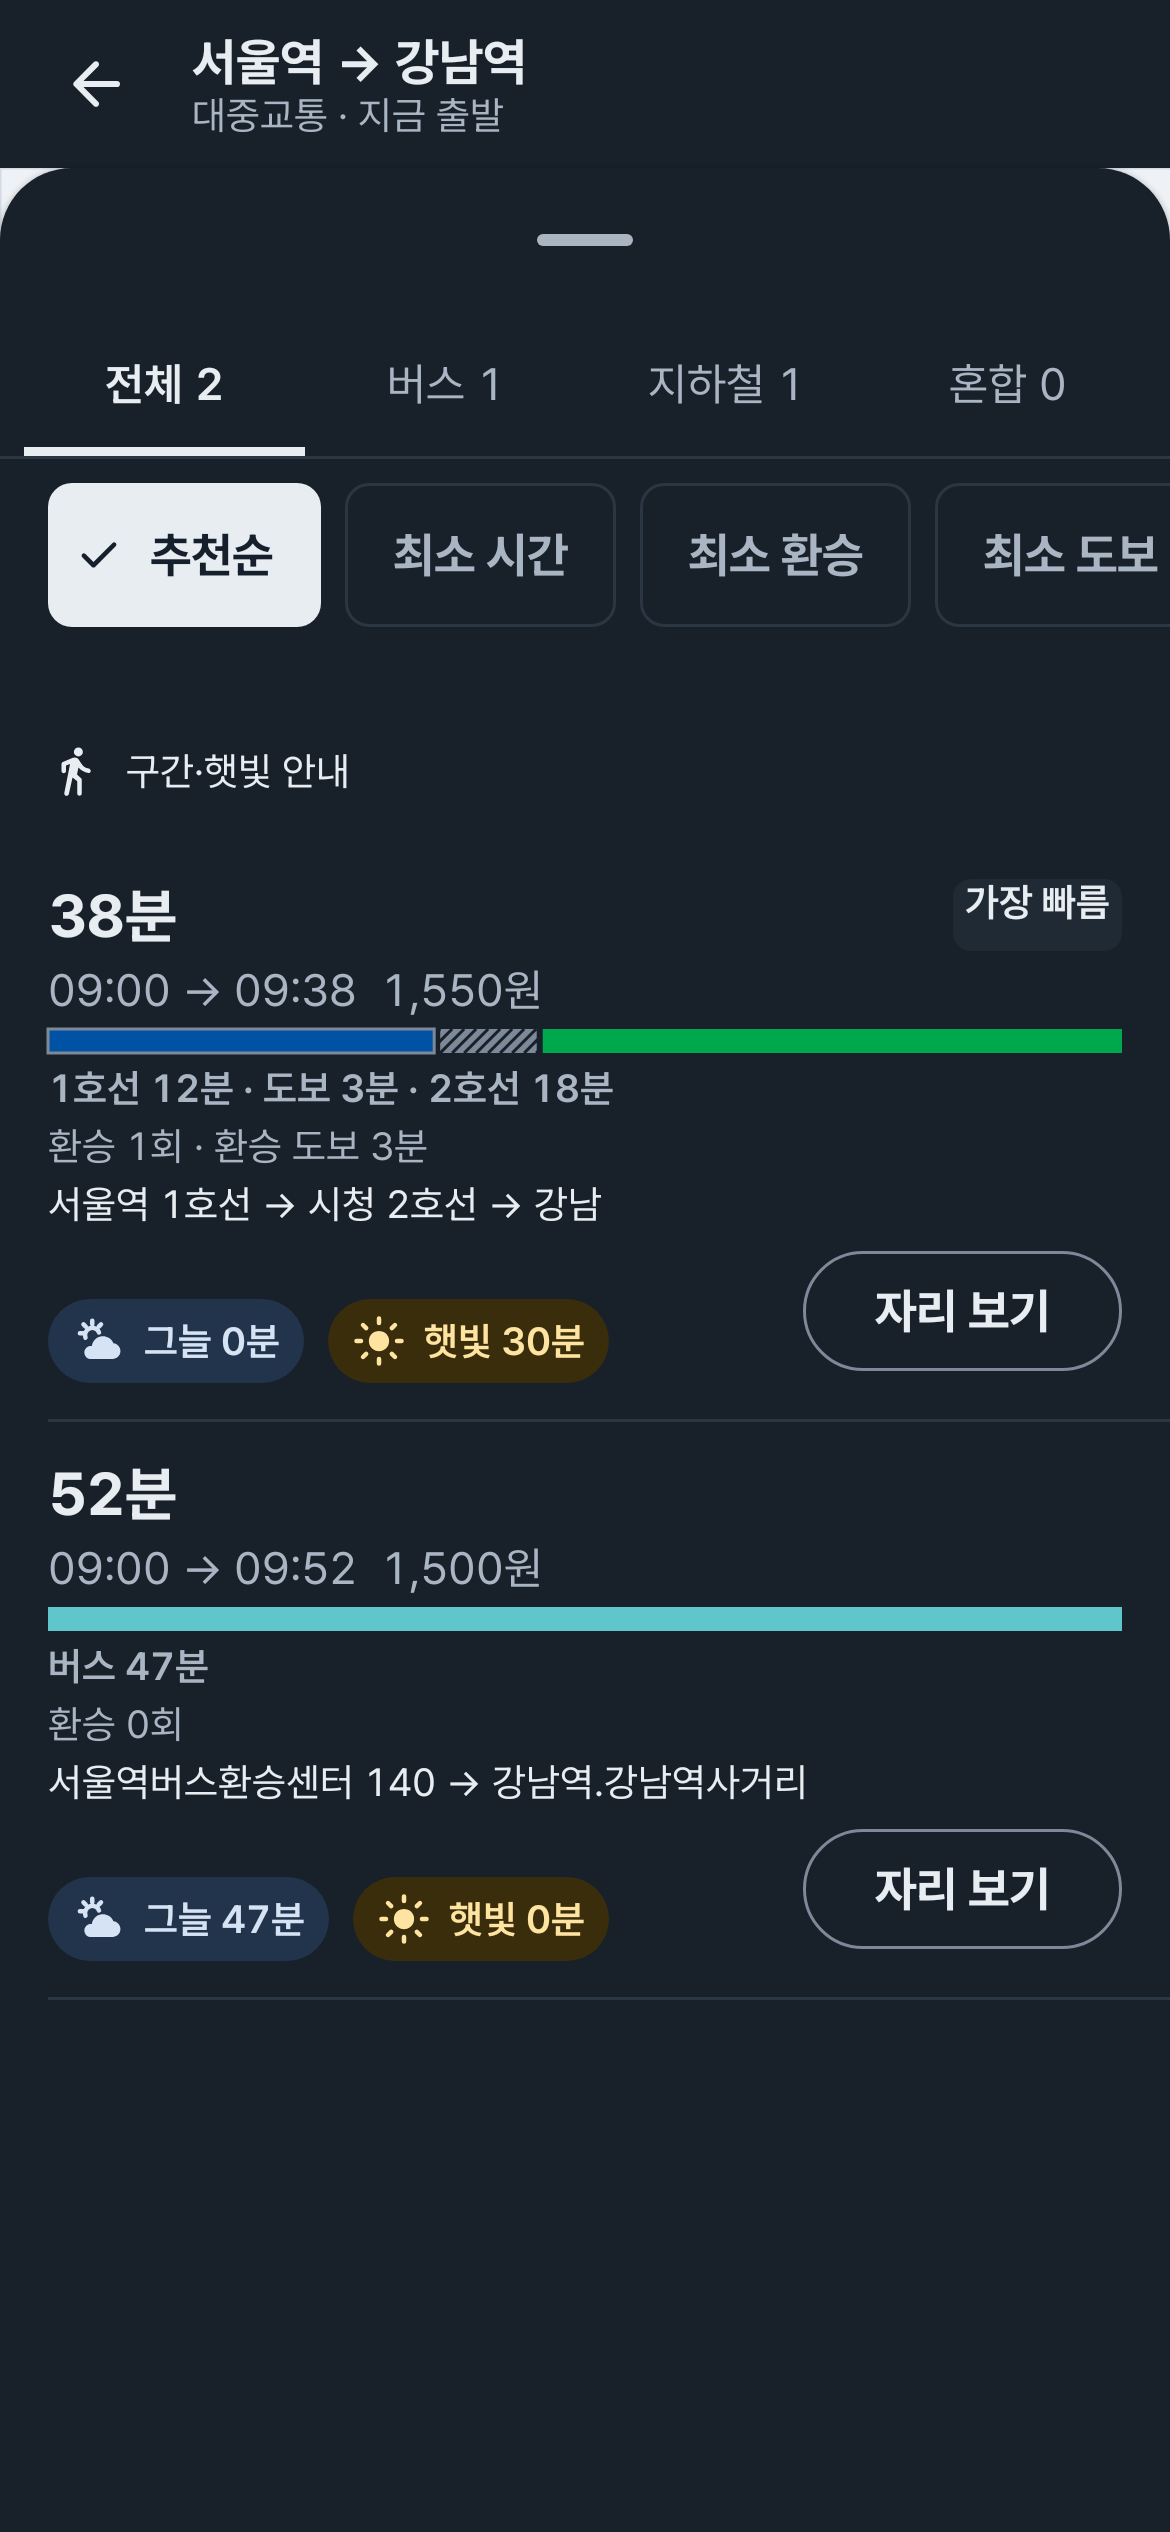 서울역 → 강남역
대중교통 · 지금 출발
전체 2
버스 1
지하철 1
혼합 0
추천순
최소 시간
최소 환승
최소 도보
구간·햇빛 안내
38분
가장 빠름
09:00 → 09:38 1,550원
1호선 12분 · 도보 3분 · 2호선 18분
환승 1회 · 환승 도보 3분
서울역 1호선 → 시청 2호선 → 강남
그늘 0분
햇빛 30분
자리 보기
52분
09:00 → 09:52 1,500원
버스 47분
환승 0회
서울역버스환승센터 140 → 강남역.강남역사거리
그늘 47분
햇빛 0분
자리 보기